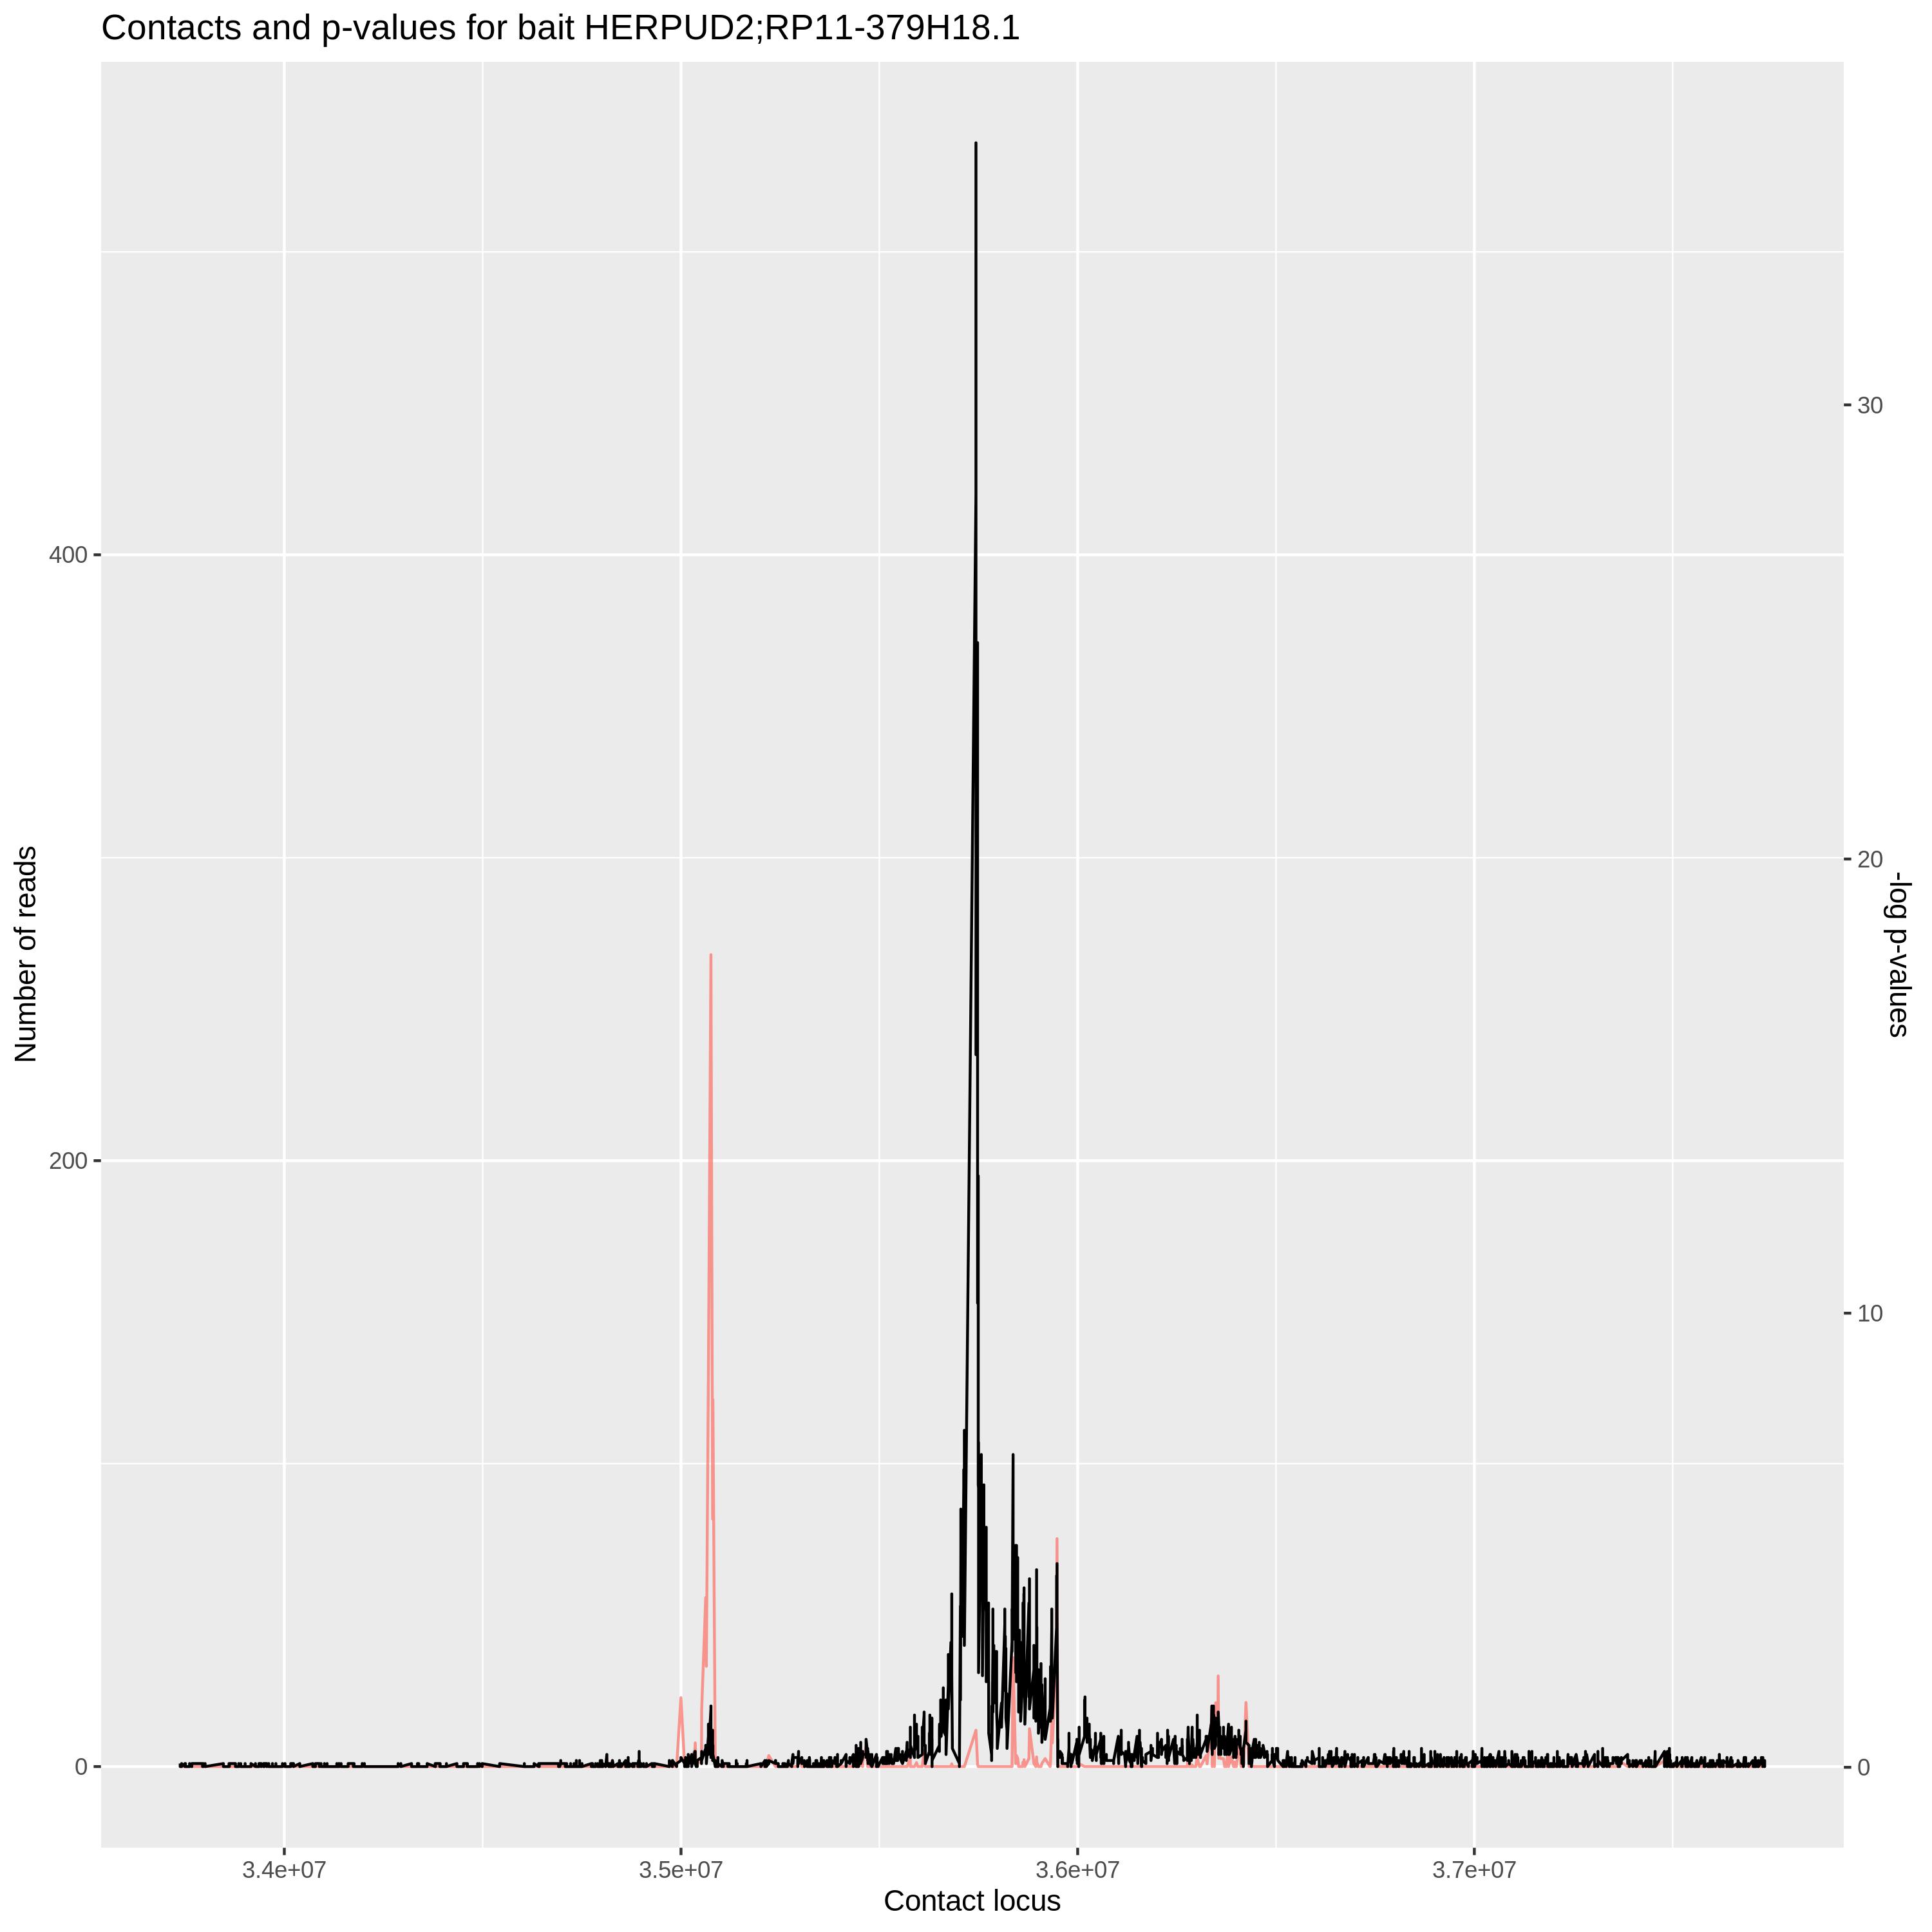 Contacts and p-values for bait HERPUD2;RP11-379H18.1
Number of reads
400
200
0
30
20
10
0
-log p-values
3.4e+07
3.5e+07
3.6e+07
3.7e+07
Contact locus